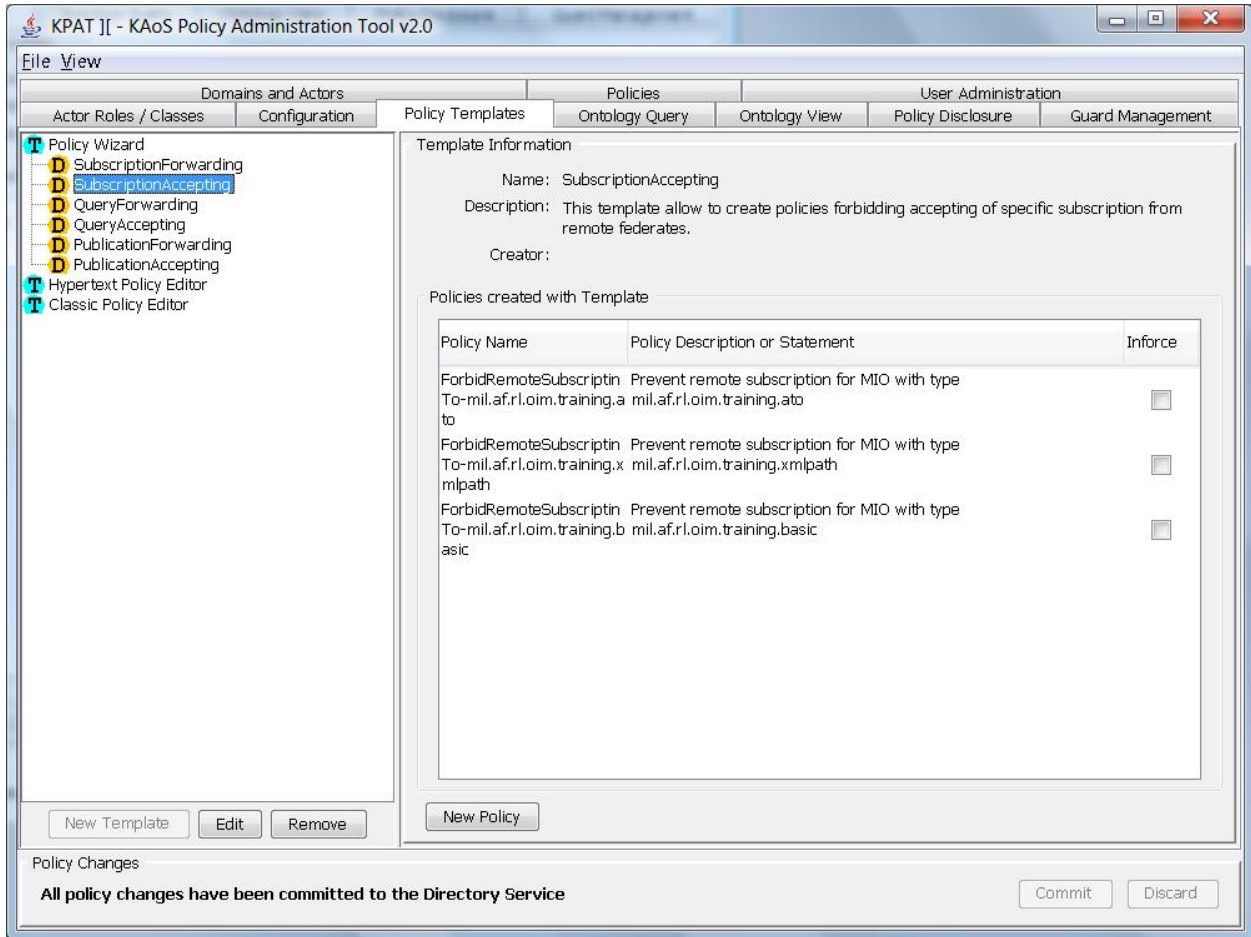 KPAT ][ - KAoS Policy Administration Tool v2.0
File View
Domains and Actors
Policies
User Administration
Actor Roles / Classes
Configuration
Policy Templates
Ontology Query
Ontology View
Policy Disclosure
Guard Management
T Policy Wizard
D SubscriptionForwarding
D SubscriptionAccepting
D QueryForwarding
D QueryAccepting
D PublicationForwarding
D PublicationAccepting
T Hypertext Policy Editor
T Classic Policy Editor
New Template
Edit
Remove
Template Information
Name: SubscriptionAccepting
Description: This template allow to create policies forbidding accepting of specific subscription from
remote federates.
Creator:
Policies created with Template
Policy Name
Policy Description or Statement
Inforce
ForbidRemoteSubscriptin Prevent remote subscription for MIO with type
To-mil.af.rl.oim.training.a mil.af.rl.oim.training.ato
to
ForbidRemoteSubscriptin Prevent remote subscription for MIO with type
To-mil.af.rl.oim.training.x mil.af.rl.oim.training.xmlpath
mlpath
ForbidRemoteSubscriptin Prevent remote subscription for MIO with type
To-mil.af.rl.oim.training.b mil.af.rl.oim.training.basic
asic
New Policy
Policy Changes
All policy changes have been committed to the Directory Service
Commit
Discard